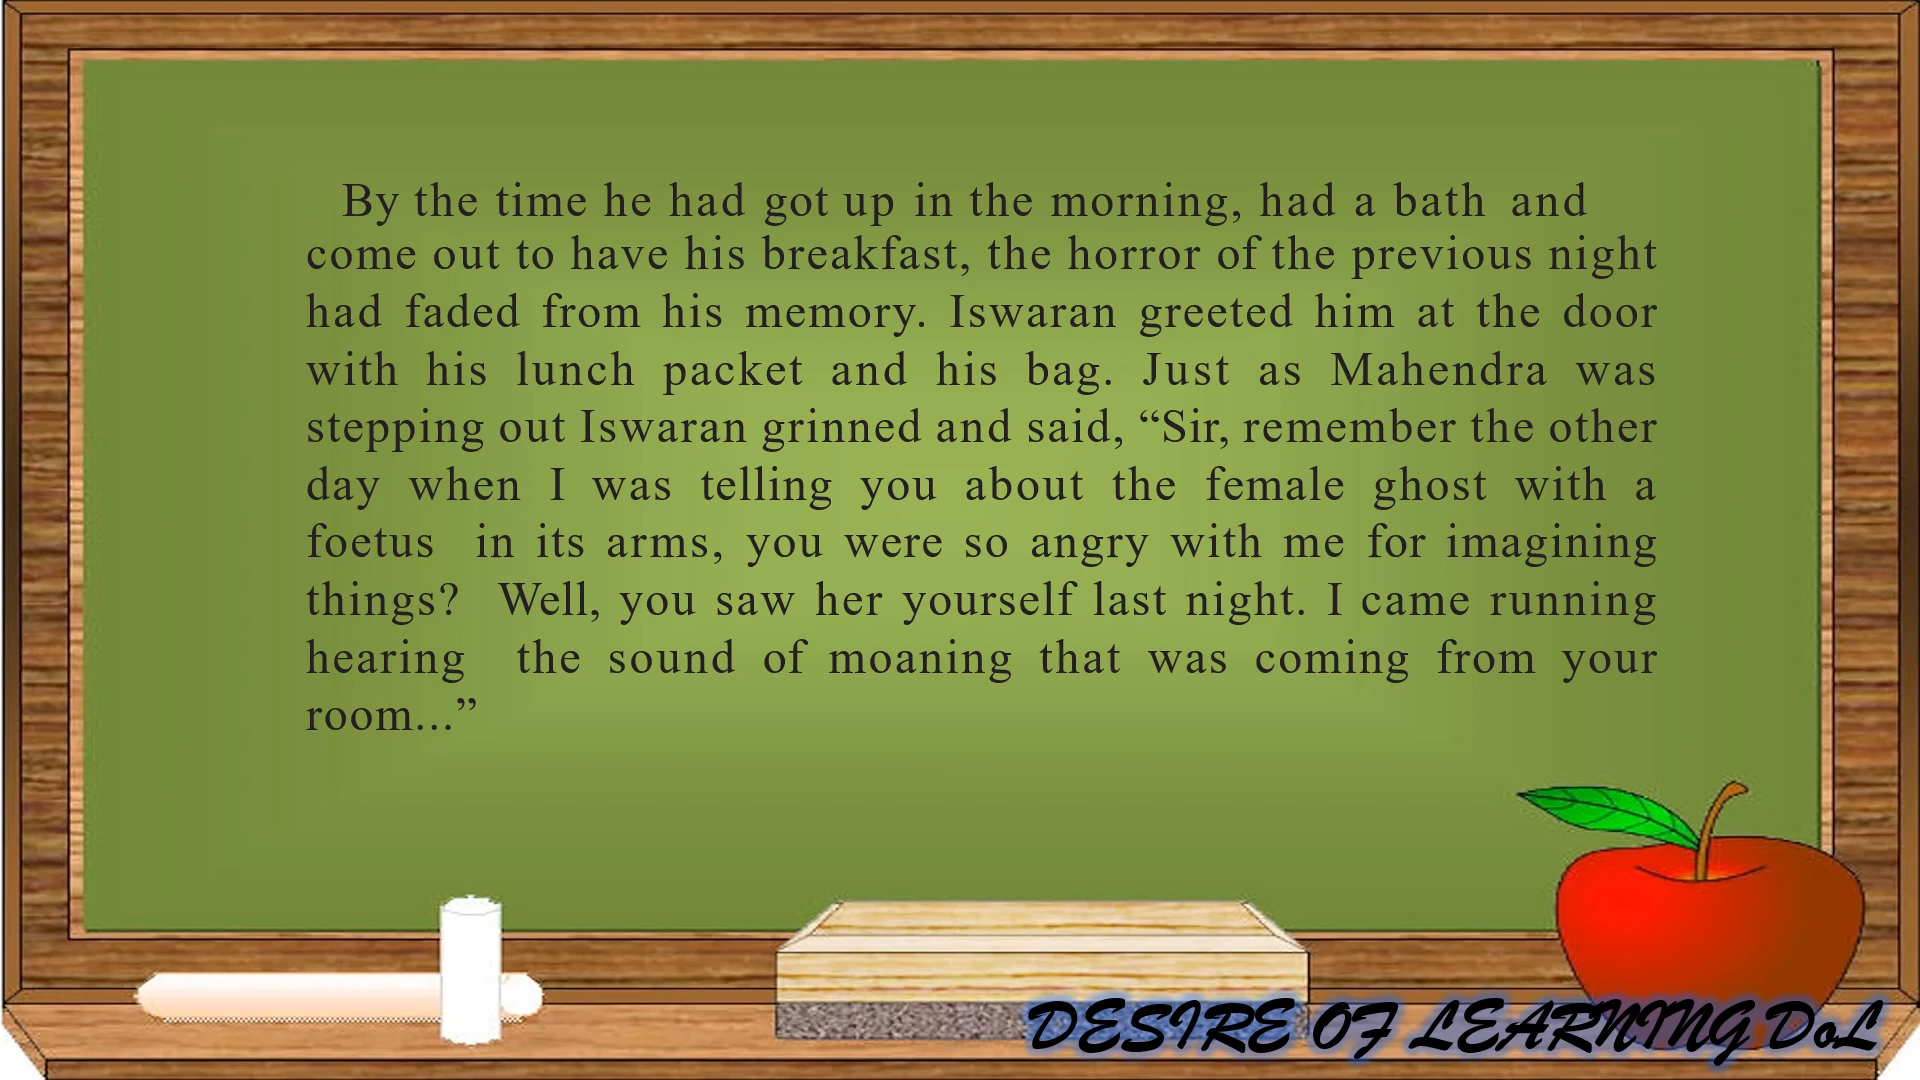 By the time he had got up in the morning, had a bath and
come out to have his breakfast, the horror of the previous night
had faded from his memory. Iswaran greeted him at the door
with his lunch packet and his bag. Just as Mahendra was
stepping out Iswaran grinned and said, “Sir, remember the other
day when I was telling you about the female ghost with a
foetus in its arms, you were so angry with me for imagining
things? Well, you saw her yourself last night. I came running
hearing the sound of moaning that was coming from your
room...”
DESIRE OF LEARNING DoL